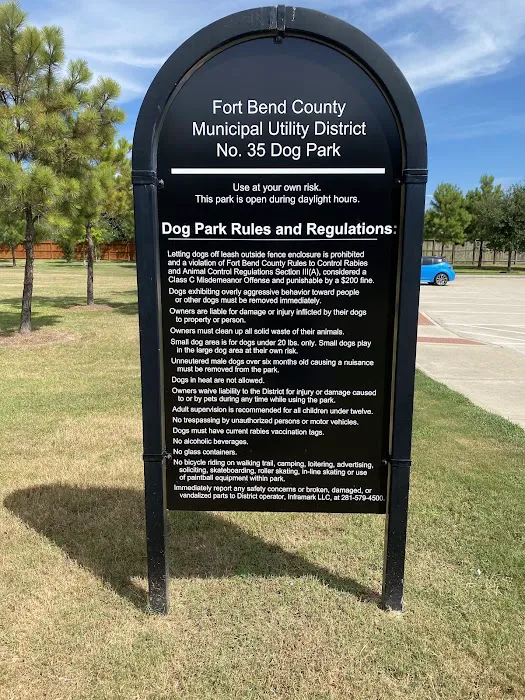 Fort Bend County
Municipal Utility District
No. 35 Dog Park
Use at your own risk.
This park is open during daylight hours.
Dog Park Rules and Regulations:
Letting dogs off leash outside fence enclosure is prohibited
and a violation of Fort Bend County Rules to Control Rabies
and Animal Control Regulations Section III(A), considered a
Class C Misdemeanor Offense and punishable by a $200 fine.
Dogs exhibiting overly aggressive behavior toward people
or other dogs must be removed immediately.
Owners are liable for damage or injury inflicted by their dogs
to property or person.
Owners must clean up all solid waste of their animals.
Small dog area is for dogs under 20 lbs. only. Small dogs play
in the large dog area at their own risk.
Unneutered male dogs over six months old causing a nuisance
must be removed from the park.
Dogs in heat are not allowed.
Owners waive liability to the District for injury or damage caused
to or by pets during any time while using the park.
Adult supervision is recommended for all children under twelve.
No trespassing by unauthorized persons or motor vehicles.
Dogs must have current rabies vaccination tags.
No alcoholic beverages.
No glass containers.
No bicycle riding on walking trail, camping, loitering, advertising,
soliciting, skateboarding, roller skating, in-line skating or use
of paintball equipment within park.
Immediately report any safety concerns or broken, damaged, or
vandalized parts to District operator, Inframark LLC, at 281-579-4500.